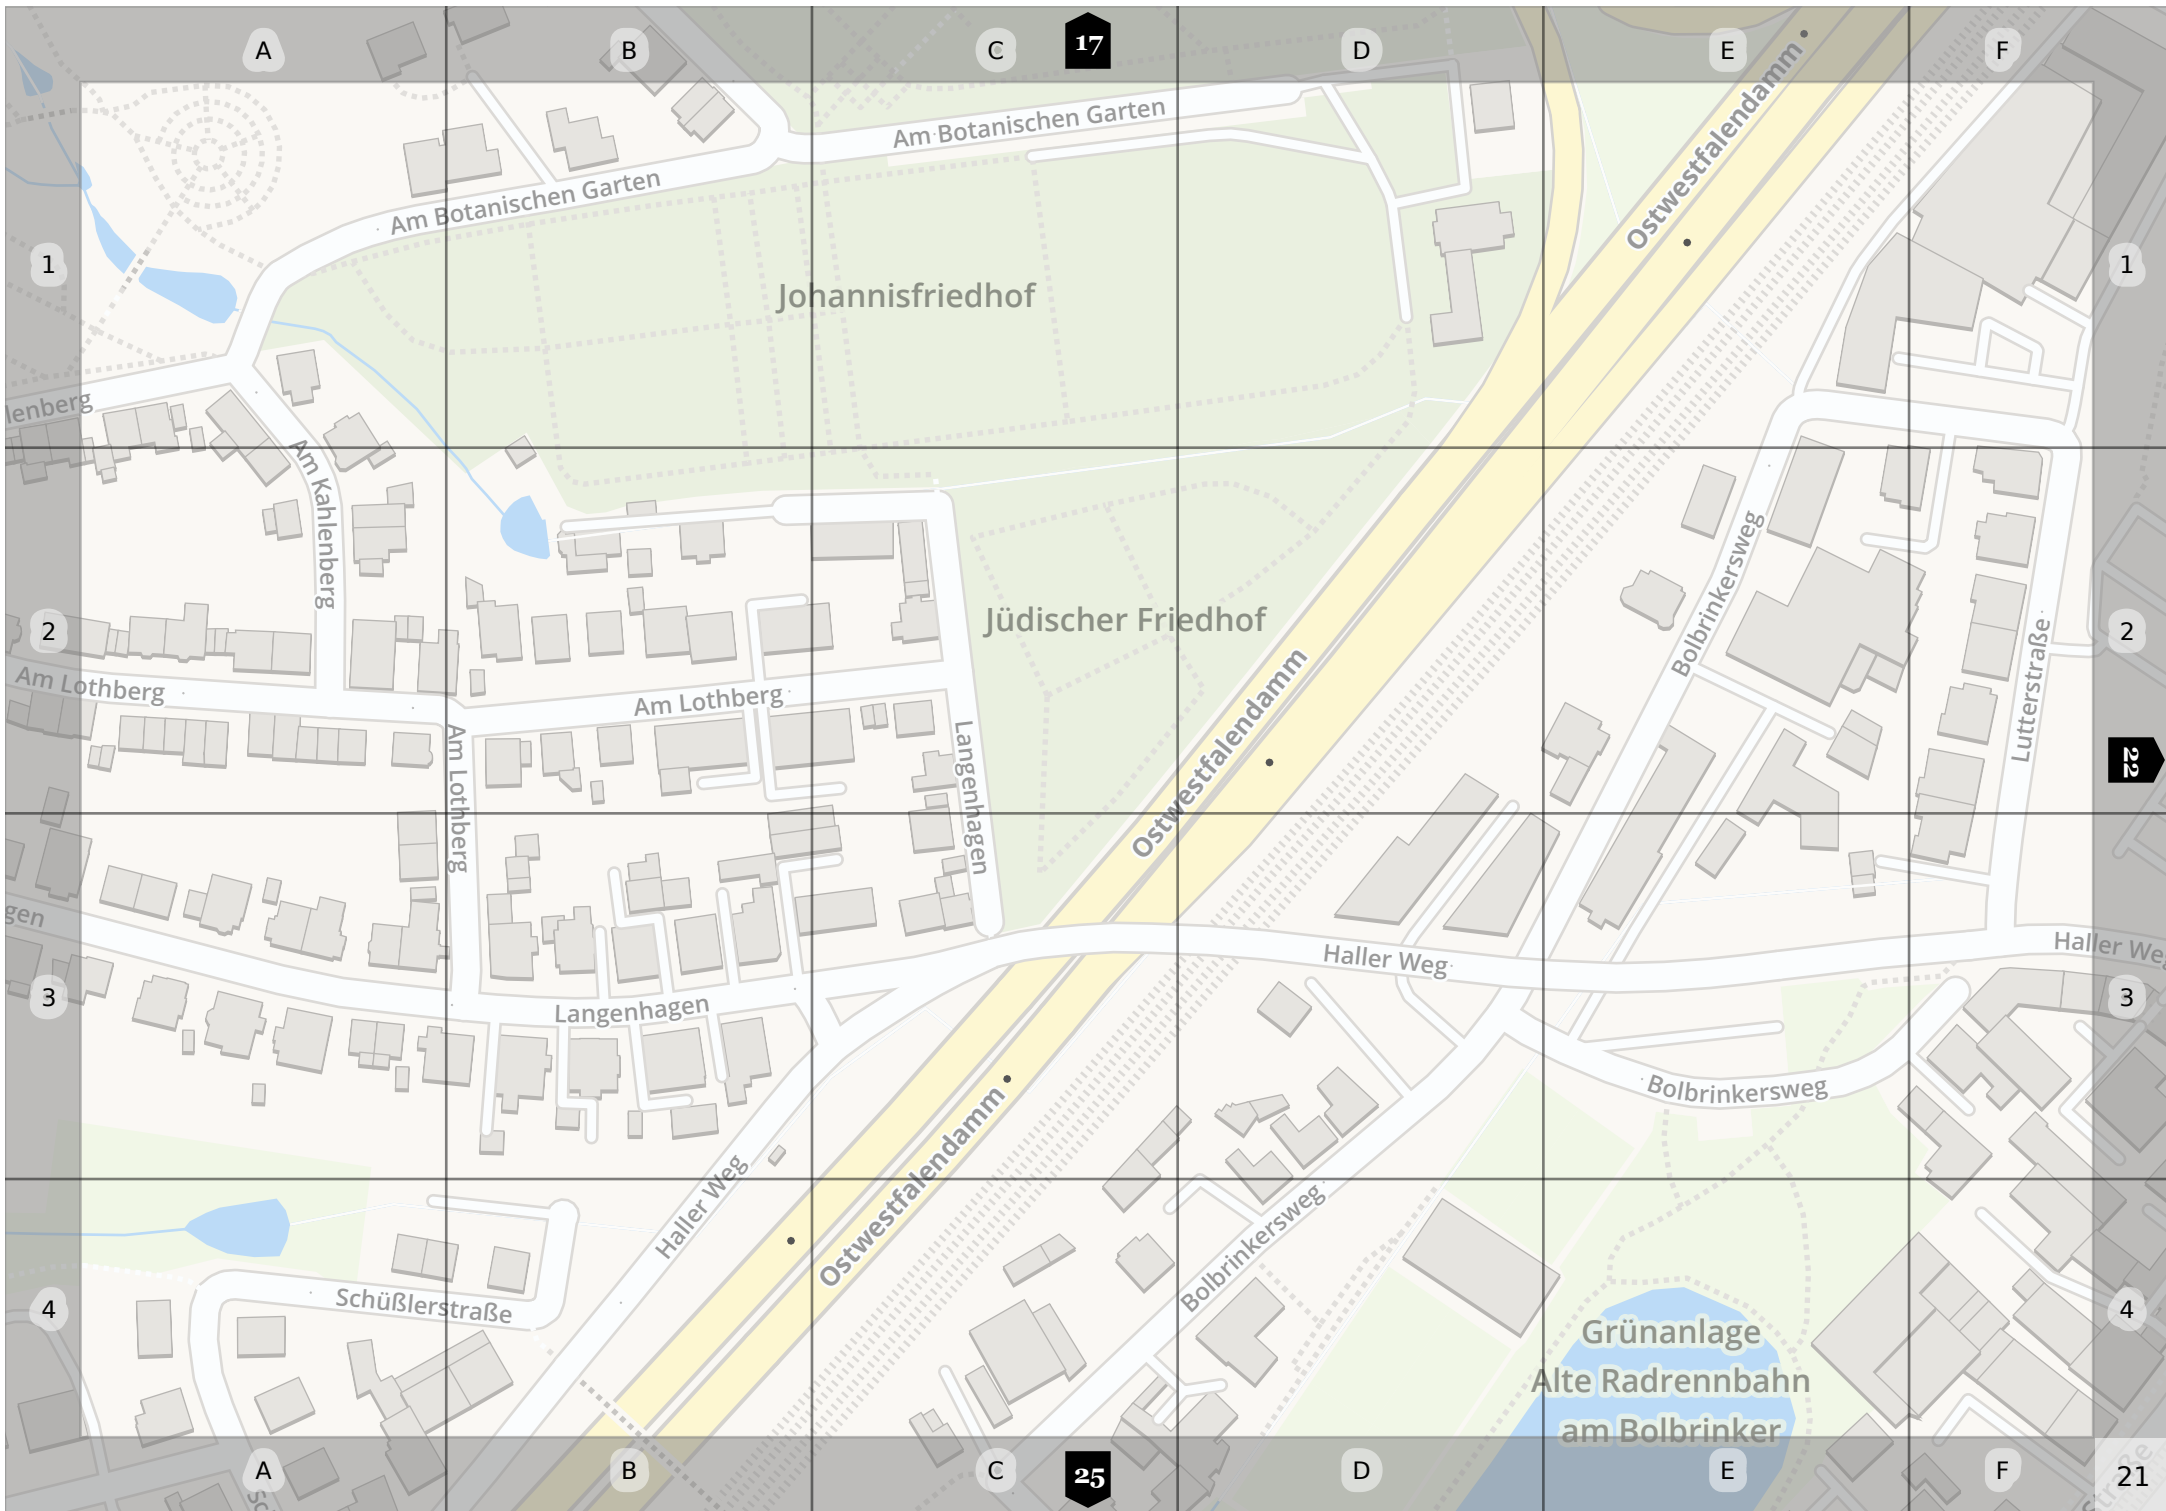 A
B
C
17
D
E
F
Ostwestfalendamm
Am Botanischen Garten
Am Botanischen Garten
1
Johannisfriedhof
1
lenberg
Am Kahlenberg
Bolbrinkersweg
2
Jüdischer Friedhof
2
Lutterstraße
Am Lothberg
Am Lothberg
Ostwestfalendamm
Am Lothberg
Langenhagen
22
gen
Haller Weg
Haller Weg
3
Langenhagen
3
Bolbrinkersweg
Haller Weg
Ostwestfalendamm
Bolbrinkersweg
Schüßlerstraße
4
4
Grünanlage
Alte Radrennbahn
am Bolbrinker
A
B
C
25
D
E
F
21